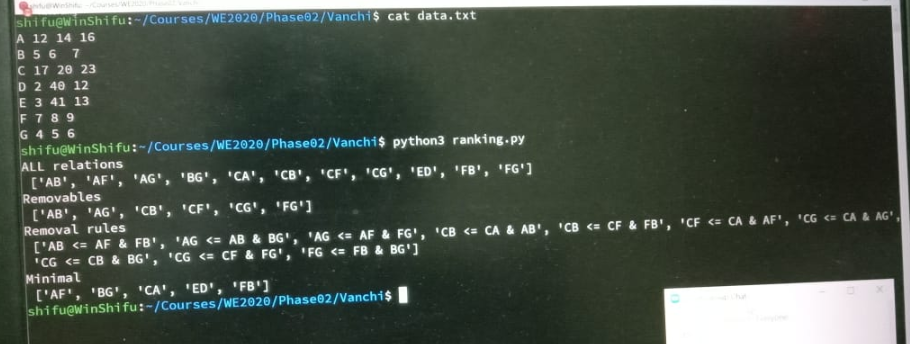 shifu@WinShifu:~/Courses/WE2020/Phase02/Vanchi$ cat data.txt
A 12 14 16
B 5 6  7
C 17 20 23
D 2 40 12
E 3 41 13
F 7 8 9
G 4 5 6
shifu@WinShifu:~/Courses/WE2020/Phase02/Vanchi$ python3 ranking.py
ALL relations
['AB', 'AF', 'AG', 'BG', 'CA', 'CB', 'CF', 'CG', 'ED', 'FB', 'FG']
Removables
['AB', 'AG', 'CB', 'CF', 'CG', 'FG']
Removal rules
['AB <= AF & FB', 'AG <= AB & BG', 'AG <= AF & FG', 'CB <= CA & AB', 'CB <= CF & FB', 'CF <= CA & AF', 'CG <= CA & AG',
'CG <= CB & BG', 'CG <= CF & FG', 'FG <= FB & BG']
Minimal
['AF', 'BG', 'CA', 'ED', 'FB']
shifu@WinShifu:~/Courses/WE2020/Phase02/Vanchi$